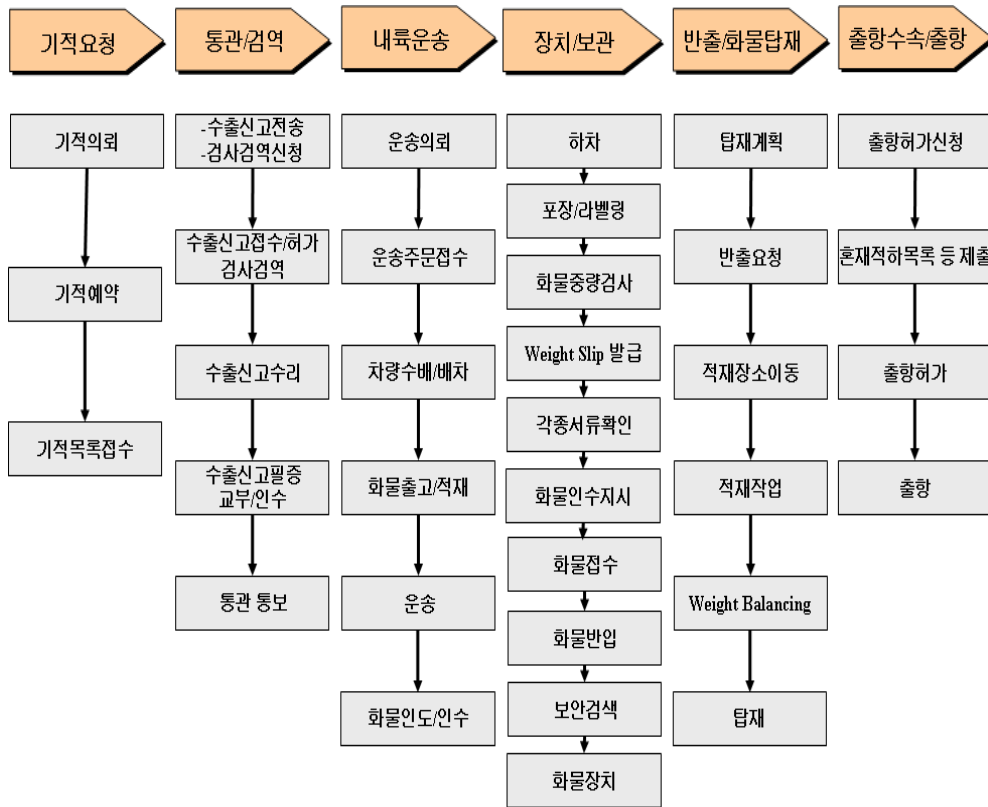 기적요청
통관/검역
내륙운송
장치/보관
반출/화물탑재
출항수속/출항
기적의뢰
기적예약
기적목록접수
-수출신고전송
-검사검역신청
수출신고접수/허가
검사검역
수출신고수리
수출신고필증
교부/인수
통관 통보
운송의뢰
운송주문접수
차량수배/배차
화물출고/적재
운송
화물인도/인수
하차
포장/라벨령
화물중량검사
Weight Slip 발급
각종서류확인
화물인수지시
화물접수
화물반입
보안검색
화물장치
탑재계획
반출요청
적재장소이동
적재작업
Weight Balancing
탑재
출항허가신청
혼재적하목록 등 제출
출항허가
출항